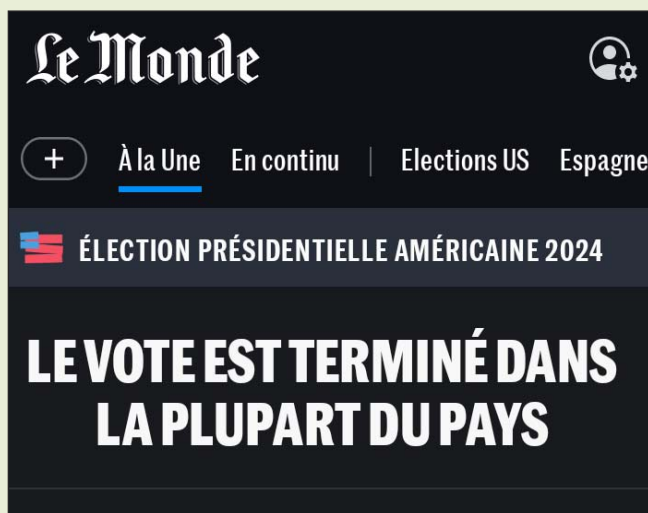 Le Monde
+ À la Une En continu | Elections US Espagne
ÉLECTION PRÉSIDENTIELLE AMÉRICAINE 2024
LE VOTE EST TERMINÉ DANS
LA PLUPART DU PAYS